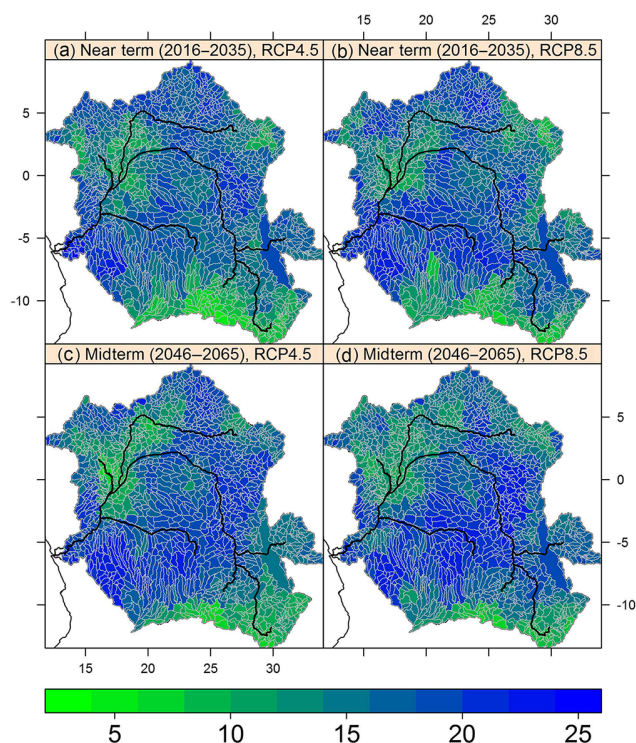 15 20 25 30
(a) Near term (2016–2035), RCP4.5
(b) Near term (2016–2035), RCP8.5
5
0
-5
-10
(c) Midterm (2046–2065), RCP4.5
(d) Midterm (2046–2065), RCP8.5
5
0
-5
-10
15 20 25 30
5 10 15 20 25